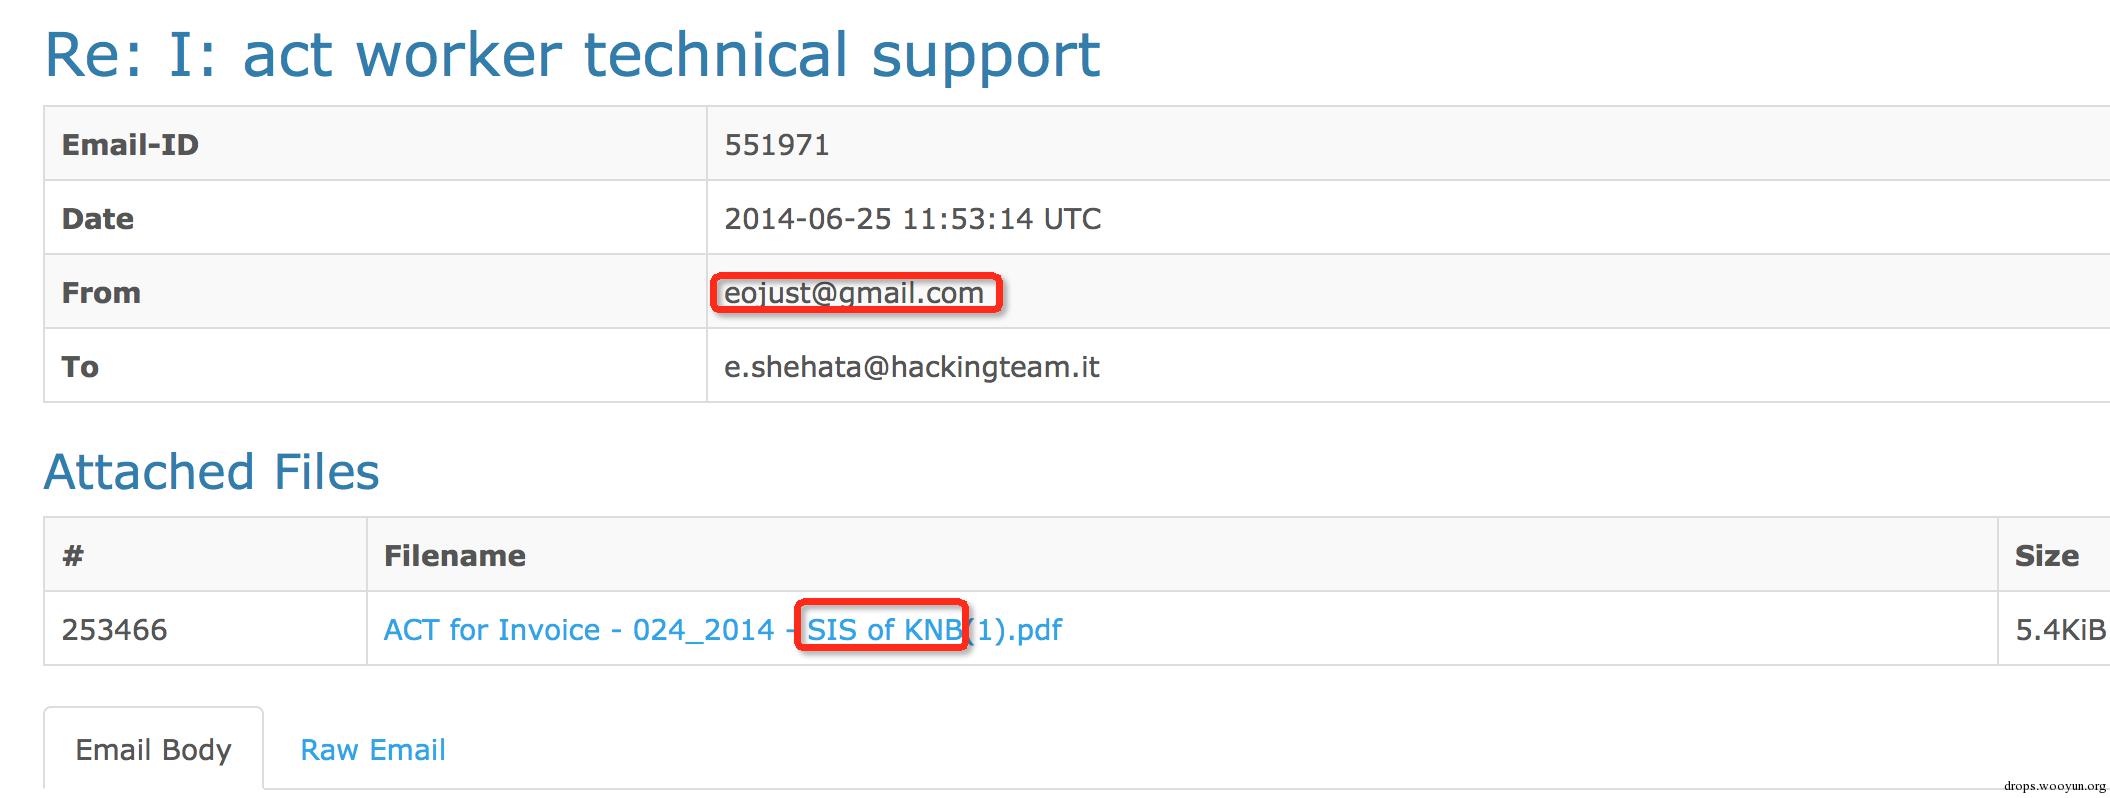 Re: I: act worker technical support
Email-ID 551971
Date 2014-06-25 11:53:14 UTC
From eojust@gmail.com
To e.shehata@hackingteam.it
Attached Files
# Filename Size
253466 ACT for Invoice - 024_2014 - SIS of KNB(1).pdf 5.4KiB
Email Body Raw Email
drops.wooyun.org